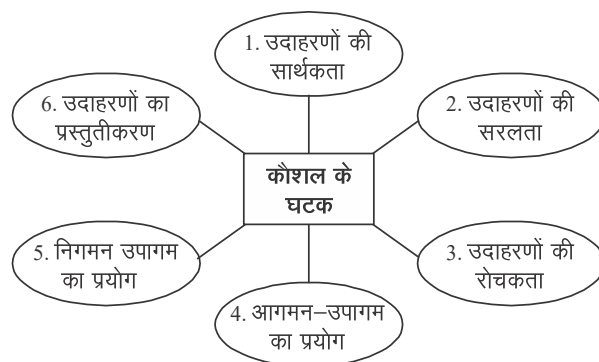 1. उदाहरणों की
सार्थकता
2. उदाहरणों की
सरलता
3. उदाहरणों की
रोचकता
4. आगमन–उपागम
का प्रयोग
5. निगमन उपागम
का प्रयोग
6. उदाहरणों का
प्रस्तुतीकरण
कौशल के
घटक